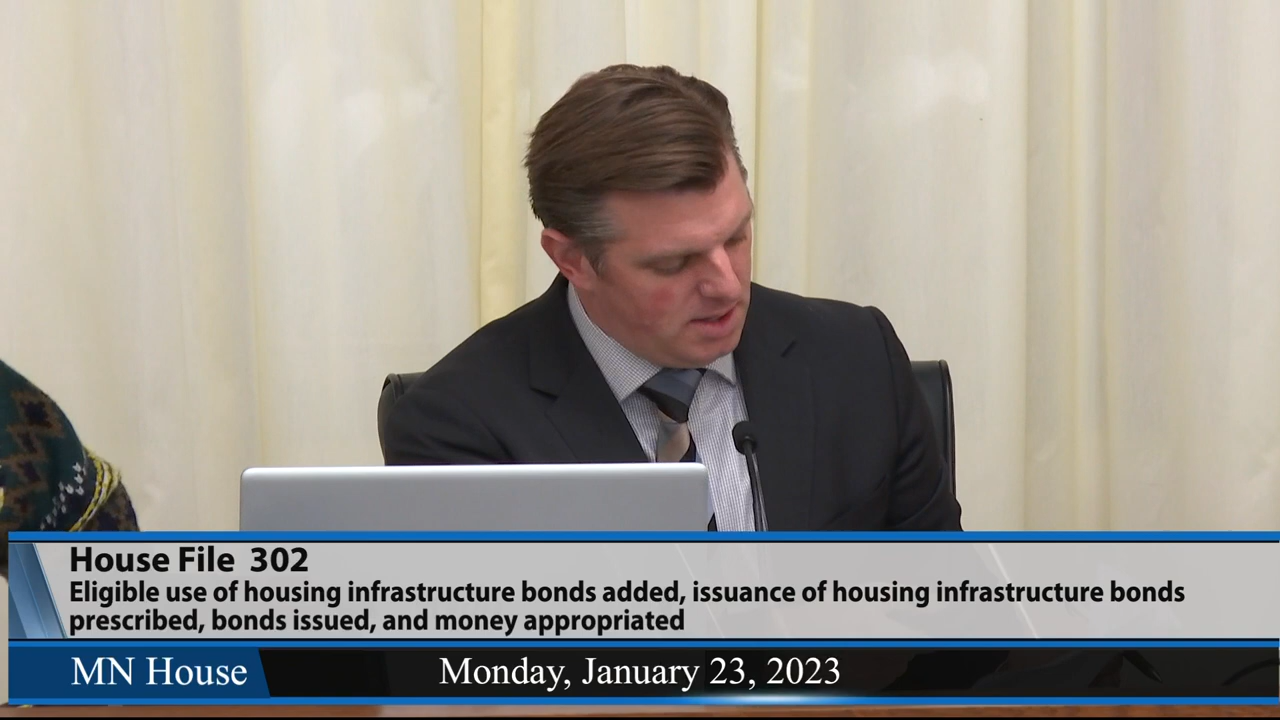 House File 302
Eligible use of housing infrastructure bonds added, issuance of housing infrastructure bonds
prescribed, bonds issued, and money appropriated
MN House
Monday, January 23, 2023